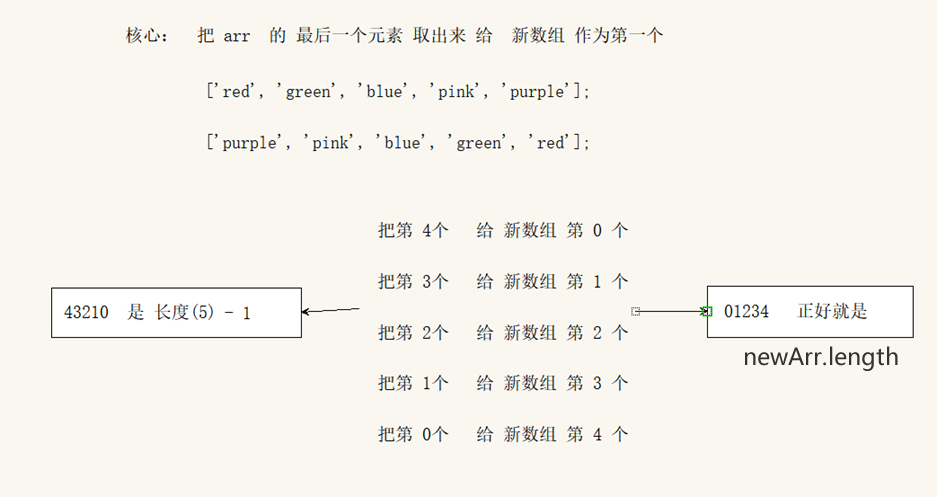 核心： 把 arr 的 最后一个元素 取出来 给 新数组 作为第一个
['red', 'green', 'blue', 'pink', 'purple'];
['purple', 'pink', 'blue', 'green', 'red'];
把第 4个 给 新数组 第 0 个
把第 3个 给 新数组 第 1 个
43210 是 长度(5) - 1
01234 正好就是
newArr.length
把第 2个 给 新数组 第 2 个
把第 1个 给 新数组 第 3 个
把第 0个 给 新数组 第 4 个